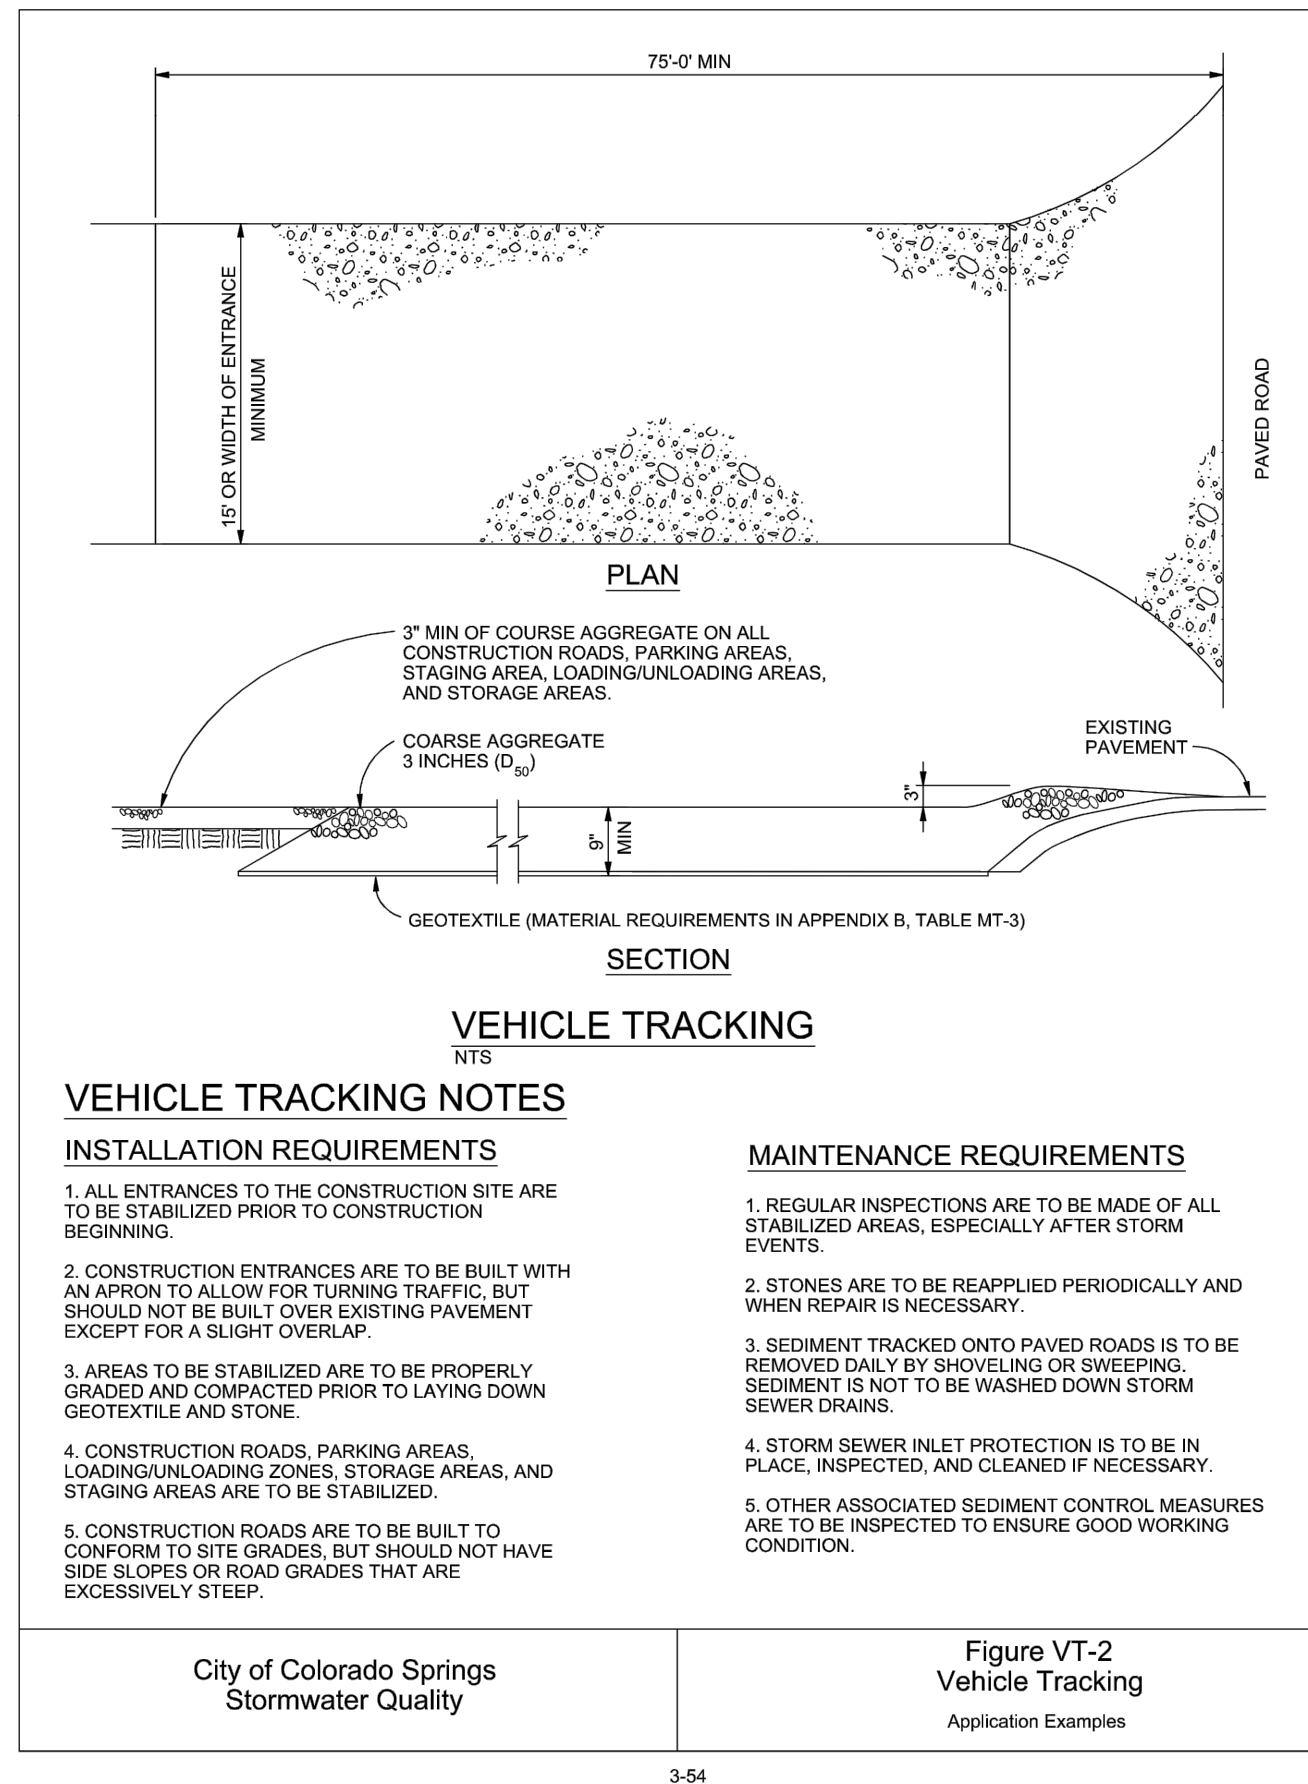 75'-0' MIN
15' OR WIDTH OF ENTRANCE
MINIMUM
PAVED ROAD
PLAN
3" MIN OF COURSE AGGREGATE ON ALL
CONSTRUCTION ROADS, PARKING AREAS,
STAGING AREA, LOADING/UNLOADING AREAS,
AND STORAGE AREAS.
COARSE AGGREGATE
3 INCHES (D50)
EXISTING
PAVEMENT
3"
9"
MIN
GEOTEXTILE (MATERIAL REQUIREMENTS IN APPENDIX B, TABLE MT-3)
SECTION
VEHICLE TRACKING
NTS
VEHICLE TRACKING NOTES
INSTALLATION REQUIREMENTS
1. ALL ENTRANCES TO THE CONSTRUCTION SITE ARE
TO BE STABILIZED PRIOR TO CONSTRUCTION
BEGINNING.
2. CONSTRUCTION ENTRANCES ARE TO BE BUILT WITH
AN APRON TO ALLOW FOR TURNING TRAFFIC, BUT
SHOULD NOT BE BUILT OVER EXISTING PAVEMENT
EXCEPT FOR A SLIGHT OVERLAP.
3. AREAS TO BE STABILIZED ARE TO BE PROPERLY
GRADED AND COMPACTED PRIOR TO LAYING DOWN
GEOTEXTILE AND STONE.
4. CONSTRUCTION ROADS, PARKING AREAS,
LOADING/UNLOADING ZONES, STORAGE AREAS, AND
STAGING AREAS ARE TO BE STABILIZED.
5. CONSTRUCTION ROADS ARE TO BE BUILT TO
CONFORM TO SITE GRADES, BUT SHOULD NOT HAVE
SIDE SLOPES OR ROAD GRADES THAT ARE
EXCESSIVELY STEEP.
MAINTENANCE REQUIREMENTS
1. REGULAR INSPECTIONS ARE TO BE MADE OF ALL
STABILIZED AREAS, ESPECIALLY AFTER STORM
EVENTS.
2. STONES ARE TO BE REAPPLIED PERIODICALLY AND
WHEN REPAIR IS NECESSARY.
3. SEDIMENT TRACKED ONTO PAVED ROADS IS TO BE
REMOVED DAILY BY SHOVELING OR SWEEPING.
SEDIMENT IS NOT TO BE WASHED DOWN STORM
SEWER DRAINS.
4. STORM SEWER INLET PROTECTION IS TO BE IN
PLACE, INSPECTED, AND CLEANED IF NECESSARY.
5. OTHER ASSOCIATED SEDIMENT CONTROL MEASURES
ARE TO BE INSPECTED TO ENSURE GOOD WORKING
CONDITION.
City of Colorado Springs
Stormwater Quality
Figure VT-2
Vehicle Tracking
Application Examples
3-54